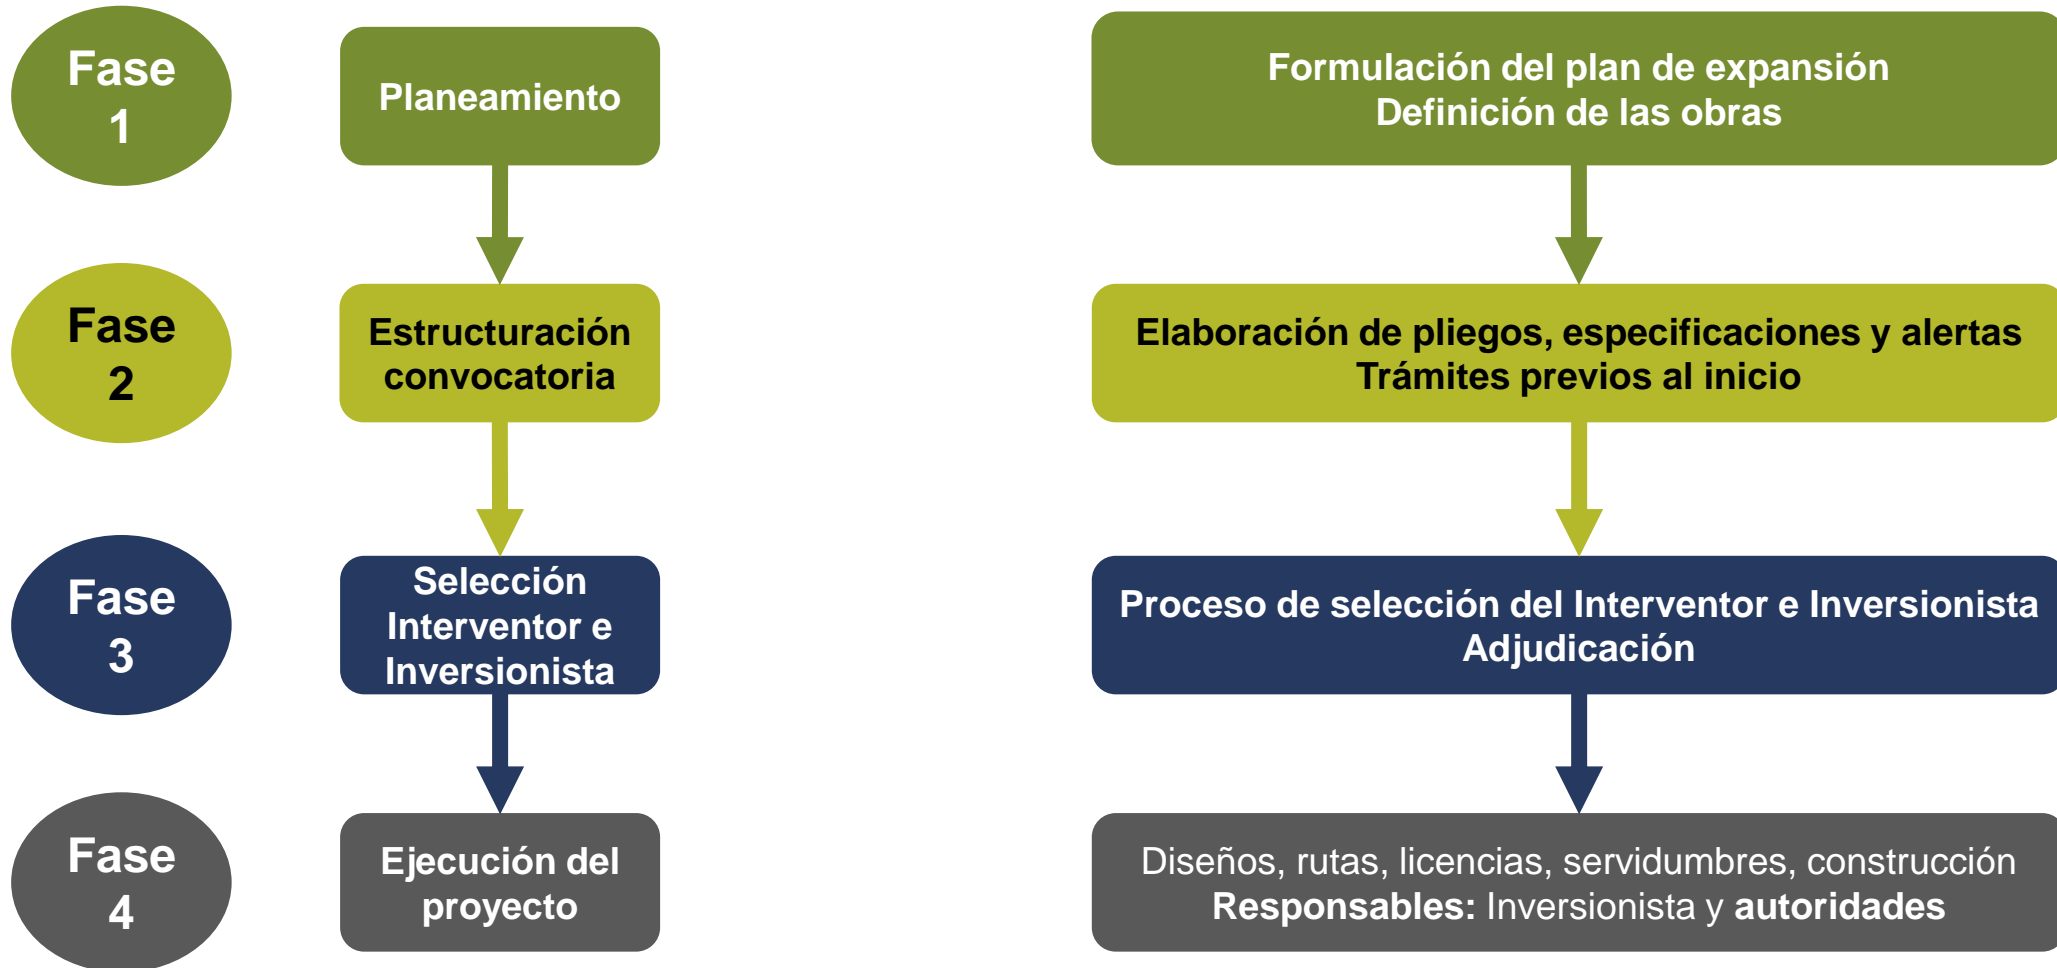 Fase
1
Planeamiento
Formulación del plan de expansión
Definición de las obras
Fase
2
Estructuración
convocatoria
Elaboración de pliegos, especificaciones y alertas
Trámites previos al inicio
Fase
3
Selección
Interventor e
Inversionista
Proceso de selección del Interventor e Inversionista
Adjudicación
Fase
4
Ejecución del
proyecto
Diseños, rutas, licencias, servidumbres, construcción
Responsables: Inversionista y autoridades